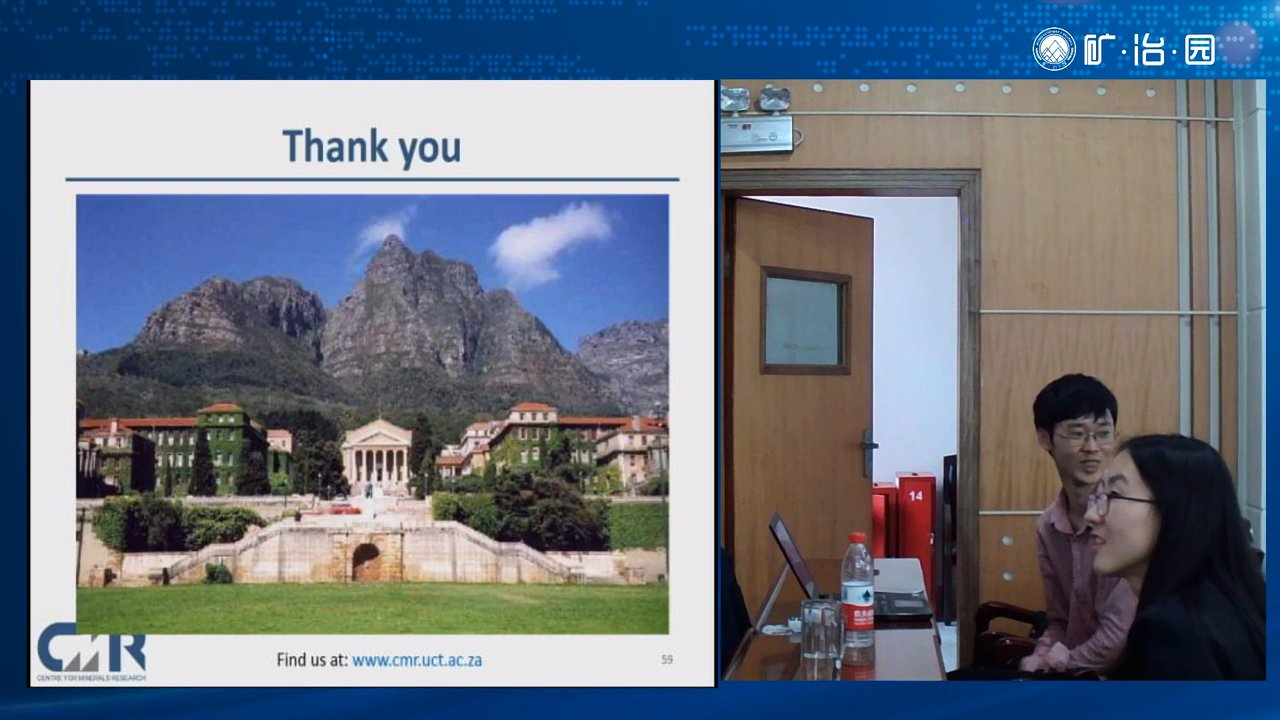 矿·冶·园
Thank you
14
CMR
CENTRE FOR MINERALS RESEARCH
Find us at: www.cmr.uct.ac.za
59